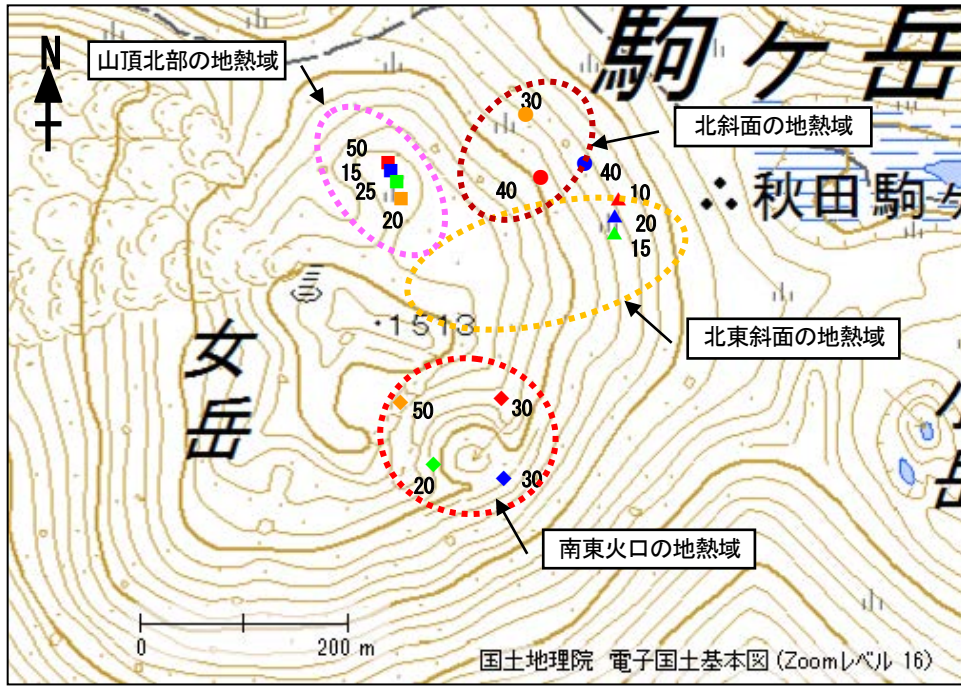 駒ヶ岳
N
山頂北部の地熱域
30
北斜面の地熱域
50
15
25
20
40
40
10
20
15
秋田駒ヶ
・1513
北東斜面の地熱域
女岳
50
30
20
30
小岳
南東火口の地熱域
0
200 m
国土地理院 電子国土基本図(Zoomレベル 16)